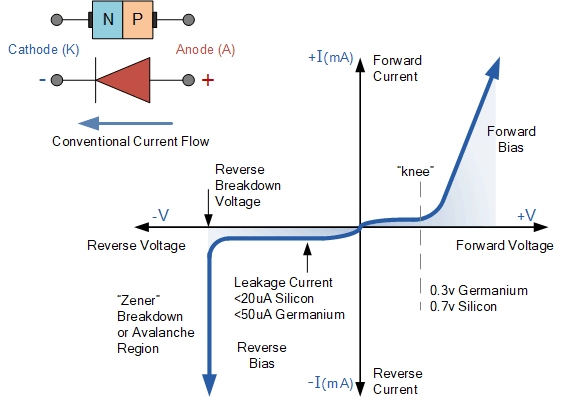 N P
Cathode (K)
Anode (A)
- +
Conventional Current Flow
+I(mA)
Forward
Current
Forward
Bias
"knee"
Reverse
Breakdown
Voltage
-V
+V
Reverse Voltage
Forward Voltage
Leakage Current
<20uA Silicon
<50uA Germanium
0.3v Germanium
0.7v Silicon
"Zener"
Breakdown
or Avalanche
Region
Reverse
Bias
-I(mA)
Reverse
Current